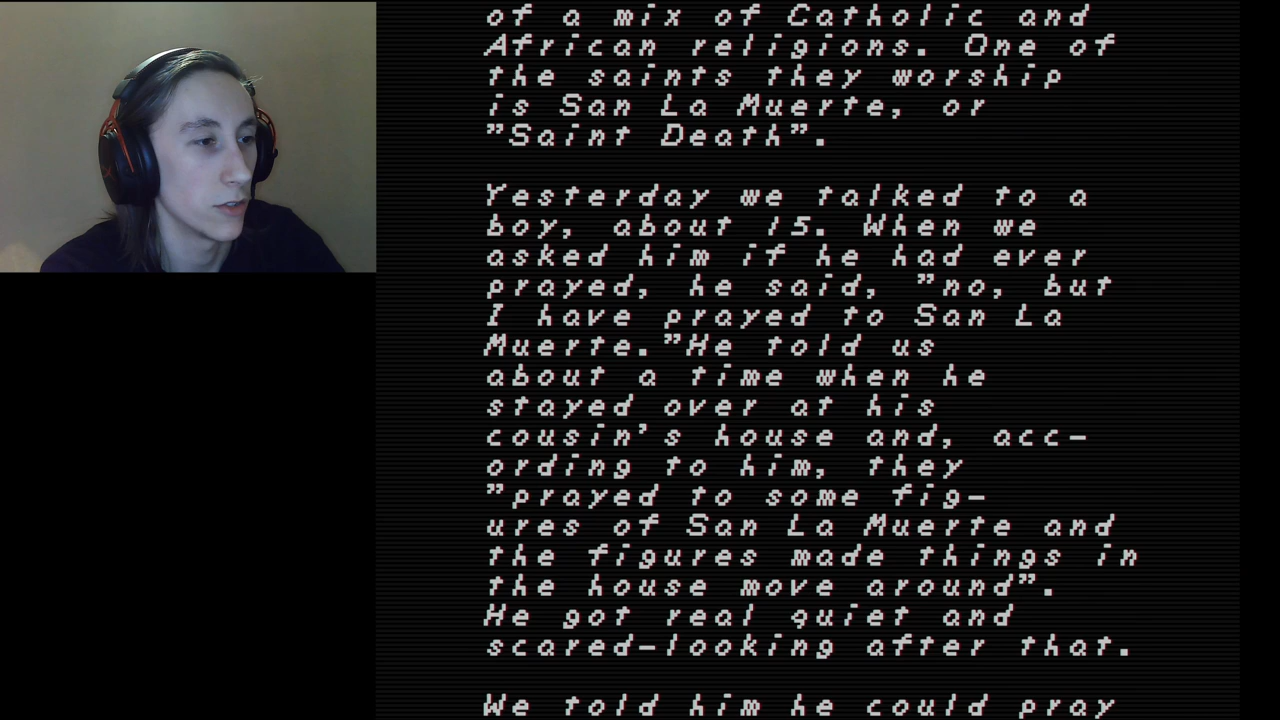 of a mix of Catholic and
African religions. One of
the saints they worship
is San La Muerte, or
"Saint Death".
Yesterday we talked to a
boy, about 15. When we
asked him if he had ever
prayed, he said, "no, but
I have prayed to San La
Muerte."He told us
about a time when he
stayed over at his
cousin's house and, acc-
ording to him, they
"prayed to some fig-
ures of San La Muerte and
the figures made things in
the house move around".
He got real quiet and
scared-looking after that.
We told him he could pray